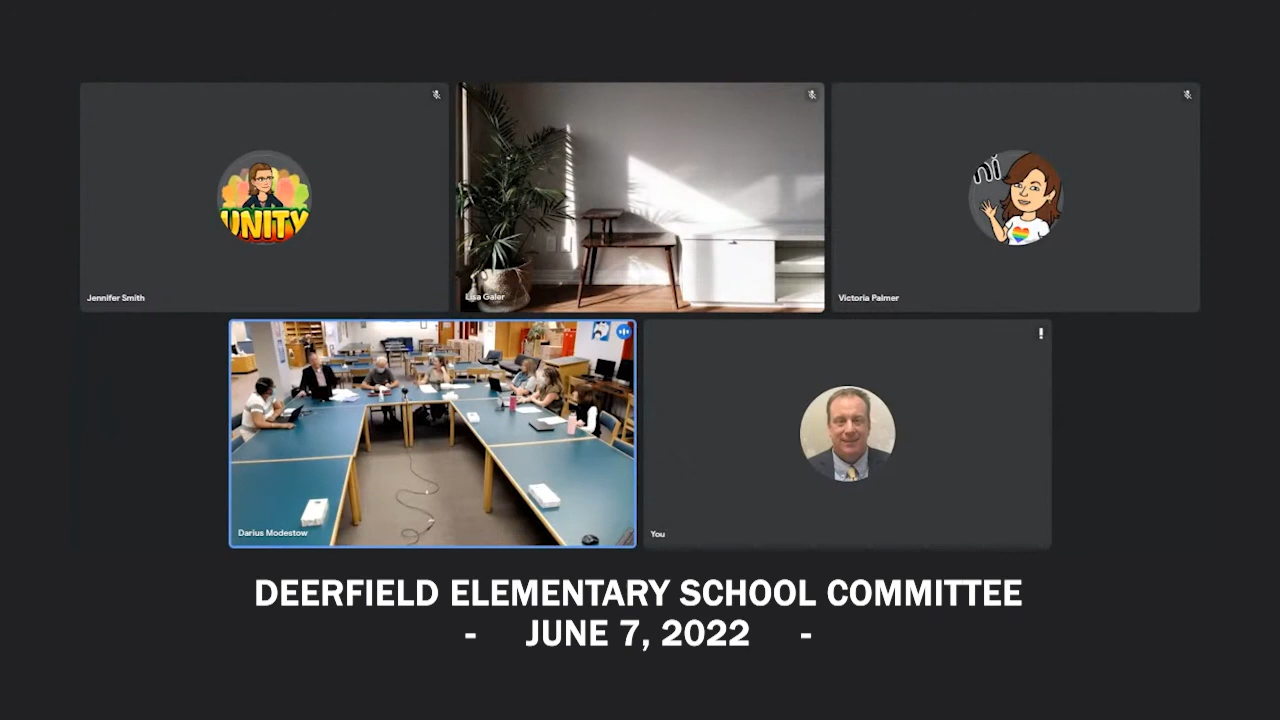 UNITY
hi
Jennifer Smith
Lisa Galer
Victoria Palmer
Darius Modestow
You
DEERFIELD ELEMENTARY SCHOOL COMMITTEE
- JUNE 7, 2022 -